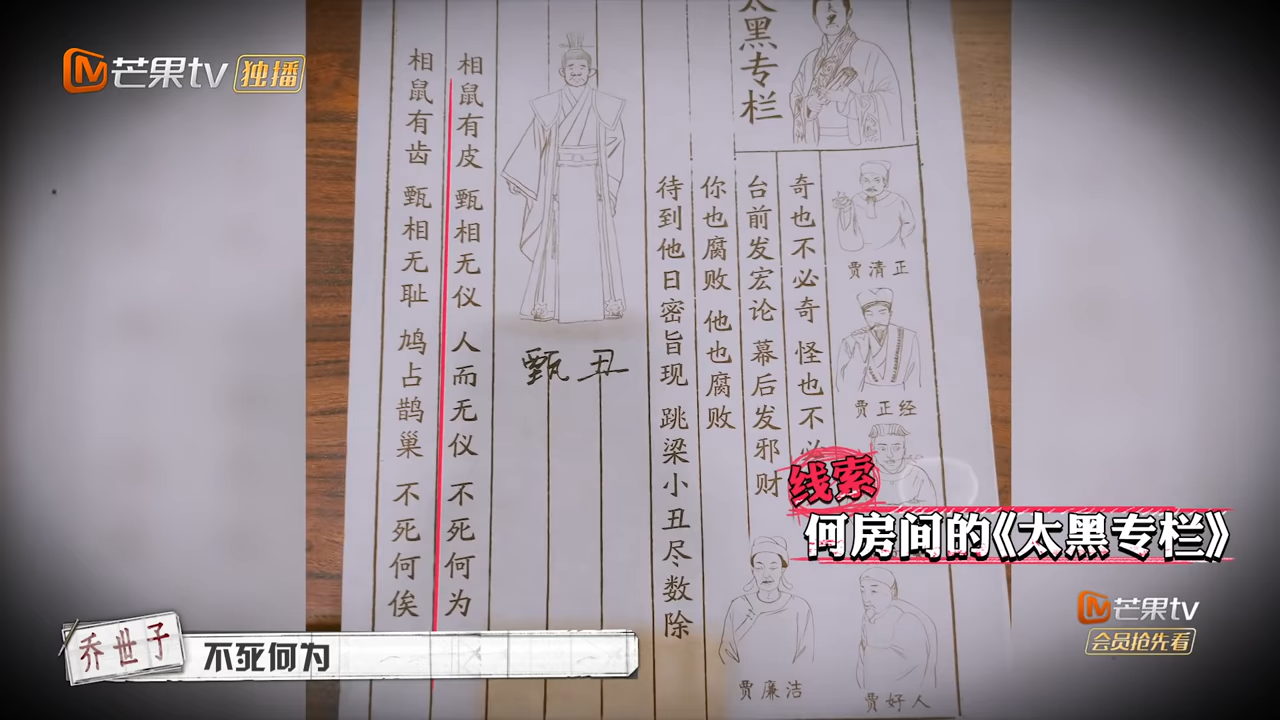 芒果tv 独播
太黑专栏
贾清正
贾正经
贾廉洁
贾好人
奇也不必奇 怪也不
台前发宏论 幕后发邪财
你也腐败 他也腐败
待到他日密旨现 跳梁小丑尽数除
甄丑
相鼠有皮 甄相无仪 人而无仪 不死何为
相鼠有齿 甄相无耻 鸠占鹊巢 不死何俟
线索
何房间的《太黑专栏》
芒果tv
会员抢先看
乔世子
不死何为